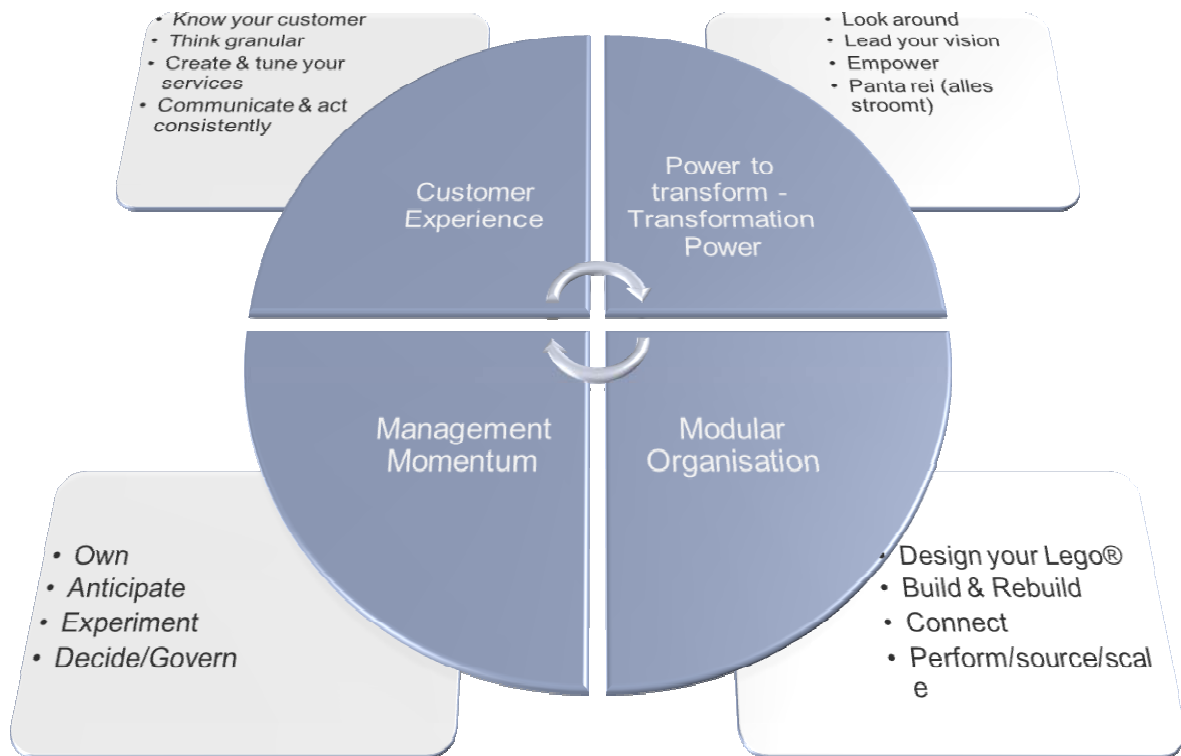 • Know your customer
• Think granular
• Create & tune your
services
• Communicate & act
consistently
• Look around
• Lead your vision
• Empower
• Panta rei (alles
stroomt)
Customer
Experience
Power to
transform -
Transformation
Power
Management
Momentum
Modular
Organisation
• Own
• Anticipate
• Experiment
• Decide/Govern
• Design your Lego®
• Build & Rebuild
• Connect
• Perform/source/scal
e